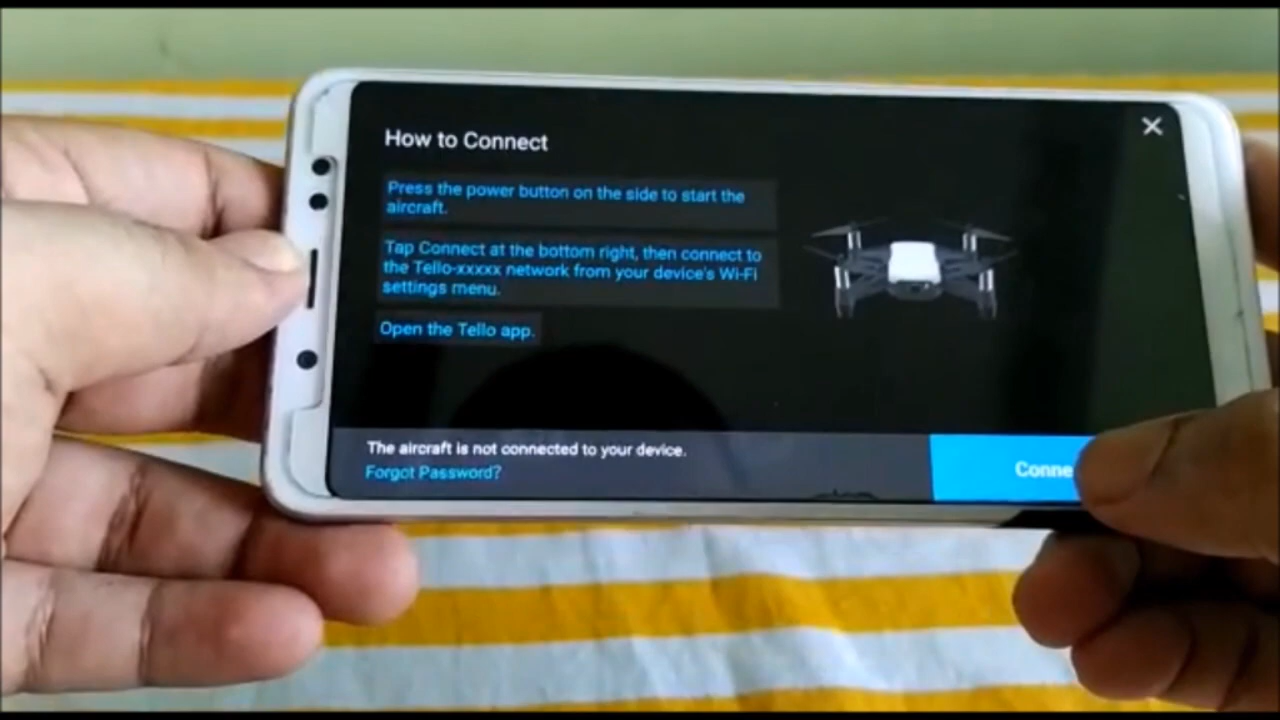 How to Connect
Press the power button on the side to start the
aircraft.
Tap Connect at the bottom right, then connect to
the Tello-xxxxx network from your device's Wi-Fi
settings menu.
Open the Tello app.
The aircraft is not connected to your device.
Forgot Password?
Conne